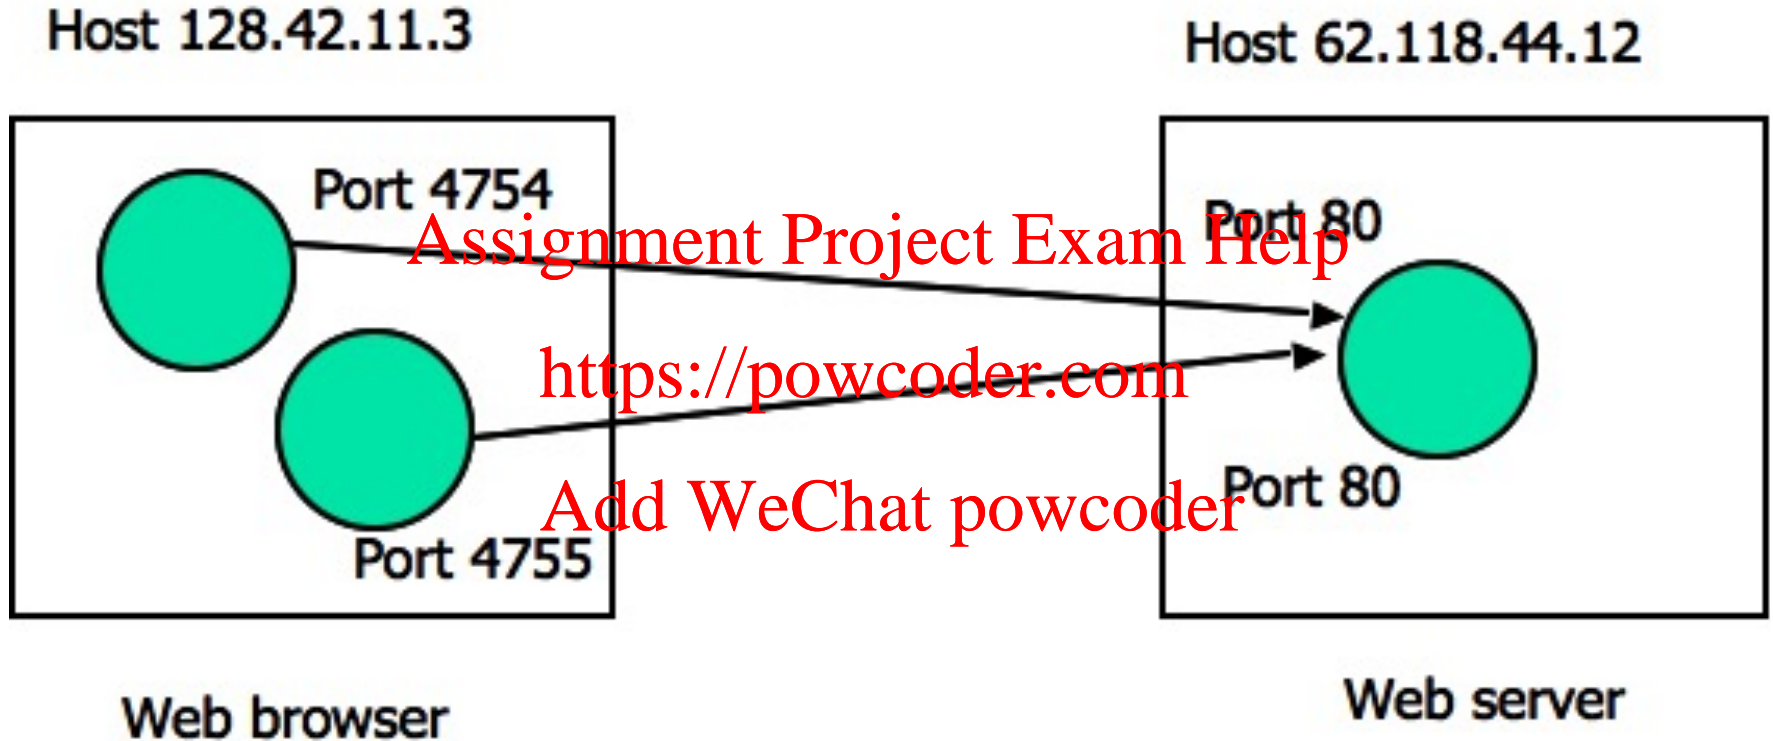 Host 128.42.11.3
Host 62.118.44.12
Port 4754
Port 80
Assignment Project Exam Help
https://powcoder.com
Port 80
Add WeChat powcoder
Port 4755
Web browser
Web server